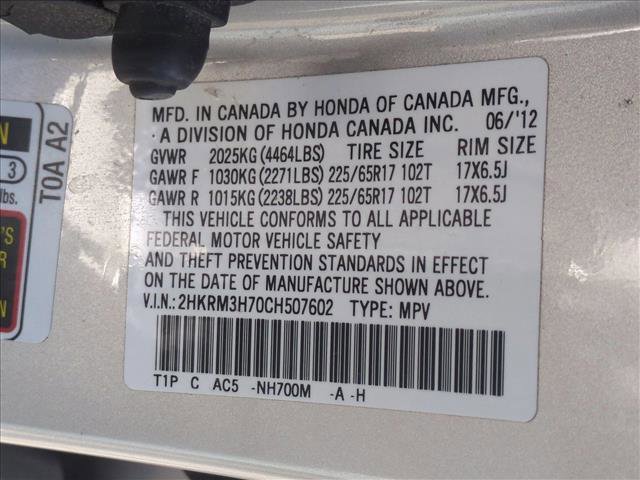 MFD. IN CANADA BY HONDA OF CANADA MFG.,
A DIVISION OF HONDA CANADA INC. 06/'12
GVWR 2025KG (4464LBS) TIRE SIZE RIM SIZE
GAWR F 1030KG (2271LBS) 225/65R17 102T 17X6.5J
GAWR R 1015KG (2238LBS) 225/65R17 102T 17X6.5J
THIS VEHICLE CONFORMS TO ALL APPLICABLE
FEDERAL MOTOR VEHICLE SAFETY
AND THEFT PREVENTION STANDARDS IN EFFECT
ON THE DATE OF MANUFACTURE SHOWN ABOVE.
V.I.N.: 2HKRM3H70CH507602 TYPE: MPV
T1P C AC5 -NH700M -A -H
T0A A2
3
lbs.